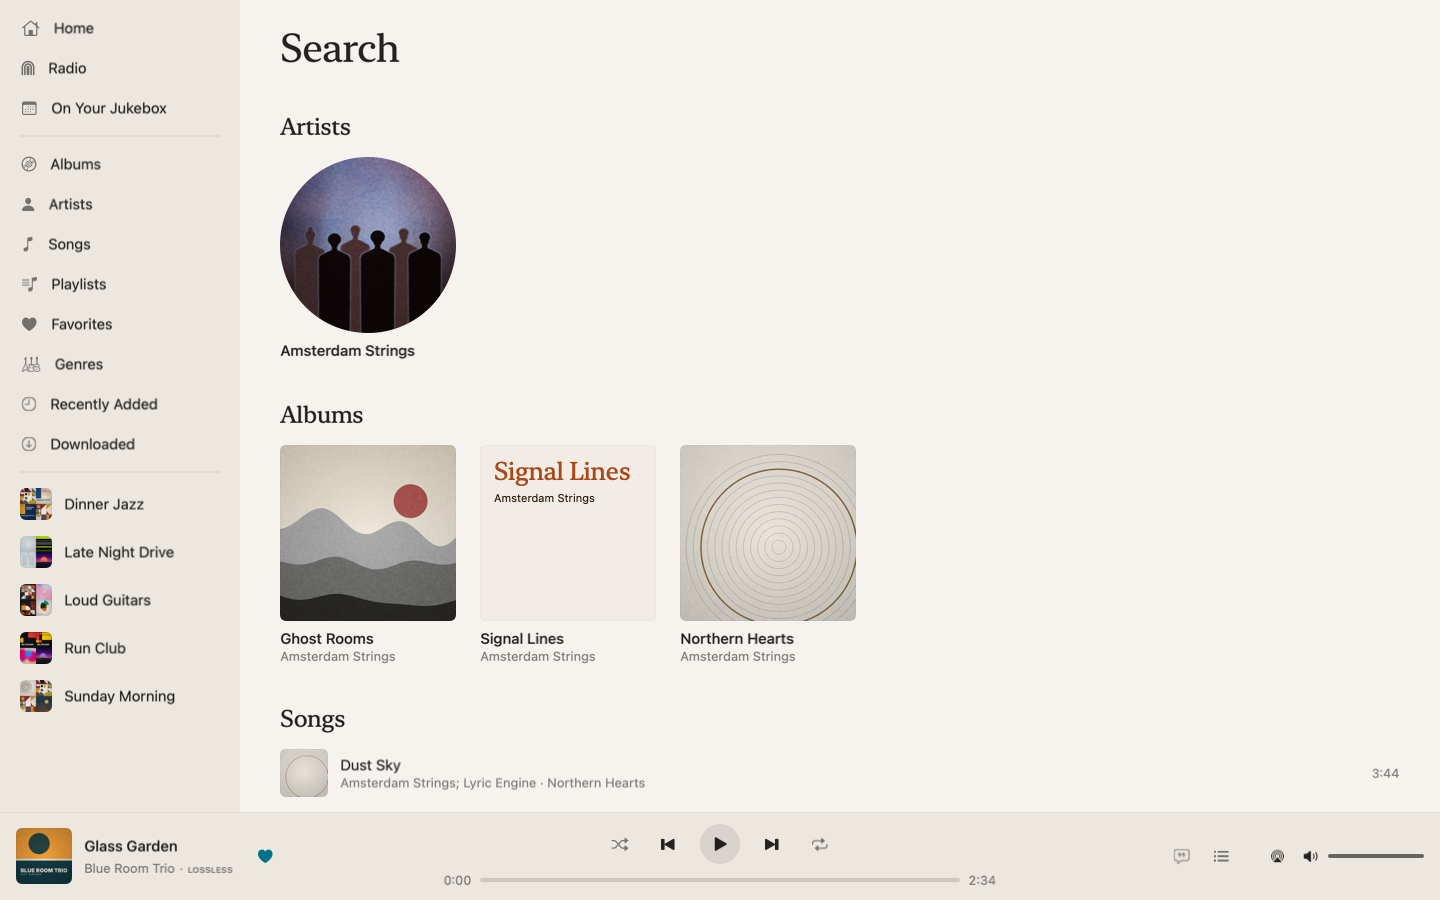 Home
Radio
On Your Jukebox
Albums
Artists
Songs
Playlists
Favorites
Genres
Recently Added
Downloaded
Dinner Jazz
Late Night Drive
Loud Guitars
Run Club
Sunday Morning
Search
Artists
Amsterdam Strings
Albums
Signal Lines
Amsterdam Strings
Ghost Rooms
Amsterdam Strings
Signal Lines
Amsterdam Strings
Northern Hearts
Amsterdam Strings
Songs
Dust Sky
Amsterdam Strings; Lyric Engine · Northern Hearts
3:44
BLUE ROOM TRIO
Glass Garden
Blue Room Trio · LOSSLESS
0:00
2:34